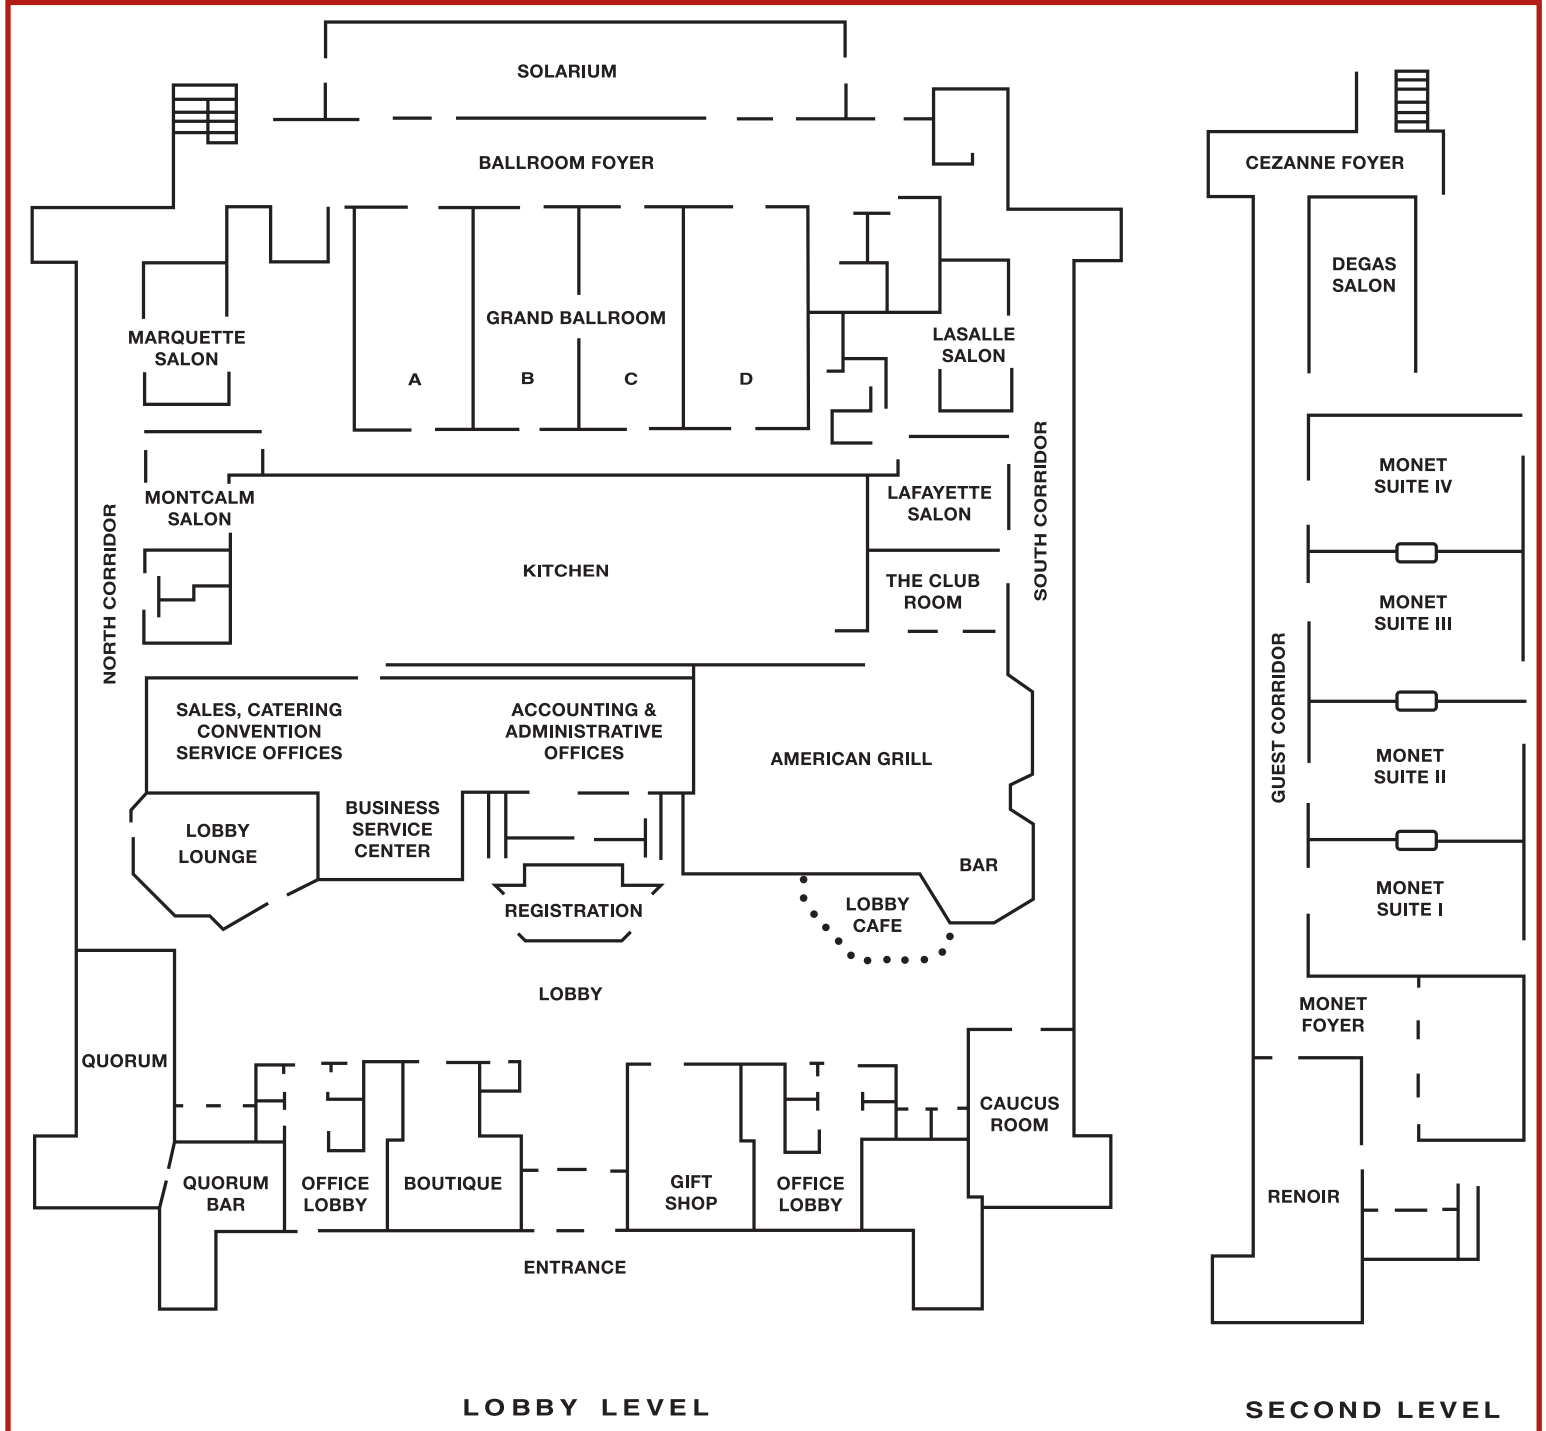 SOLARIUM
BALLROOM FOYER
GRAND BALLROOM
A
B
C
D
MARQUETTE
SALON
LASALLE
SALON
MONTCALM
SALON
NORTH CORRIDOR
KITCHEN
LAFAYETTE
SALON
THE CLUB
ROOM
SOUTH CORRIDOR
SALES, CATERING
CONVENTION
SERVICE OFFICES
ACCOUNTING &
ADMINISTRATIVE
OFFICES
AMERICAN GRILL
LOBBY
LOUNGE
BUSINESS
SERVICE
CENTER
BAR
REGISTRATION
LOBBY
CAFE
LOBBY
QUORUM
CAUCUS
ROOM
QUORUM
BAR
OFFICE
LOBBY
BOUTIQUE
GIFT
SHOP
OFFICE
LOBBY
ENTRANCE
LOBBY LEVEL
CEZANNE FOYER
DEGAS
SALON
MONET
SUITE IV
MONET
SUITE III
GUEST CORRIDOR
MONET
SUITE II
MONET
SUITE I
MONET
FOYER
RENOIR
SECOND LEVEL